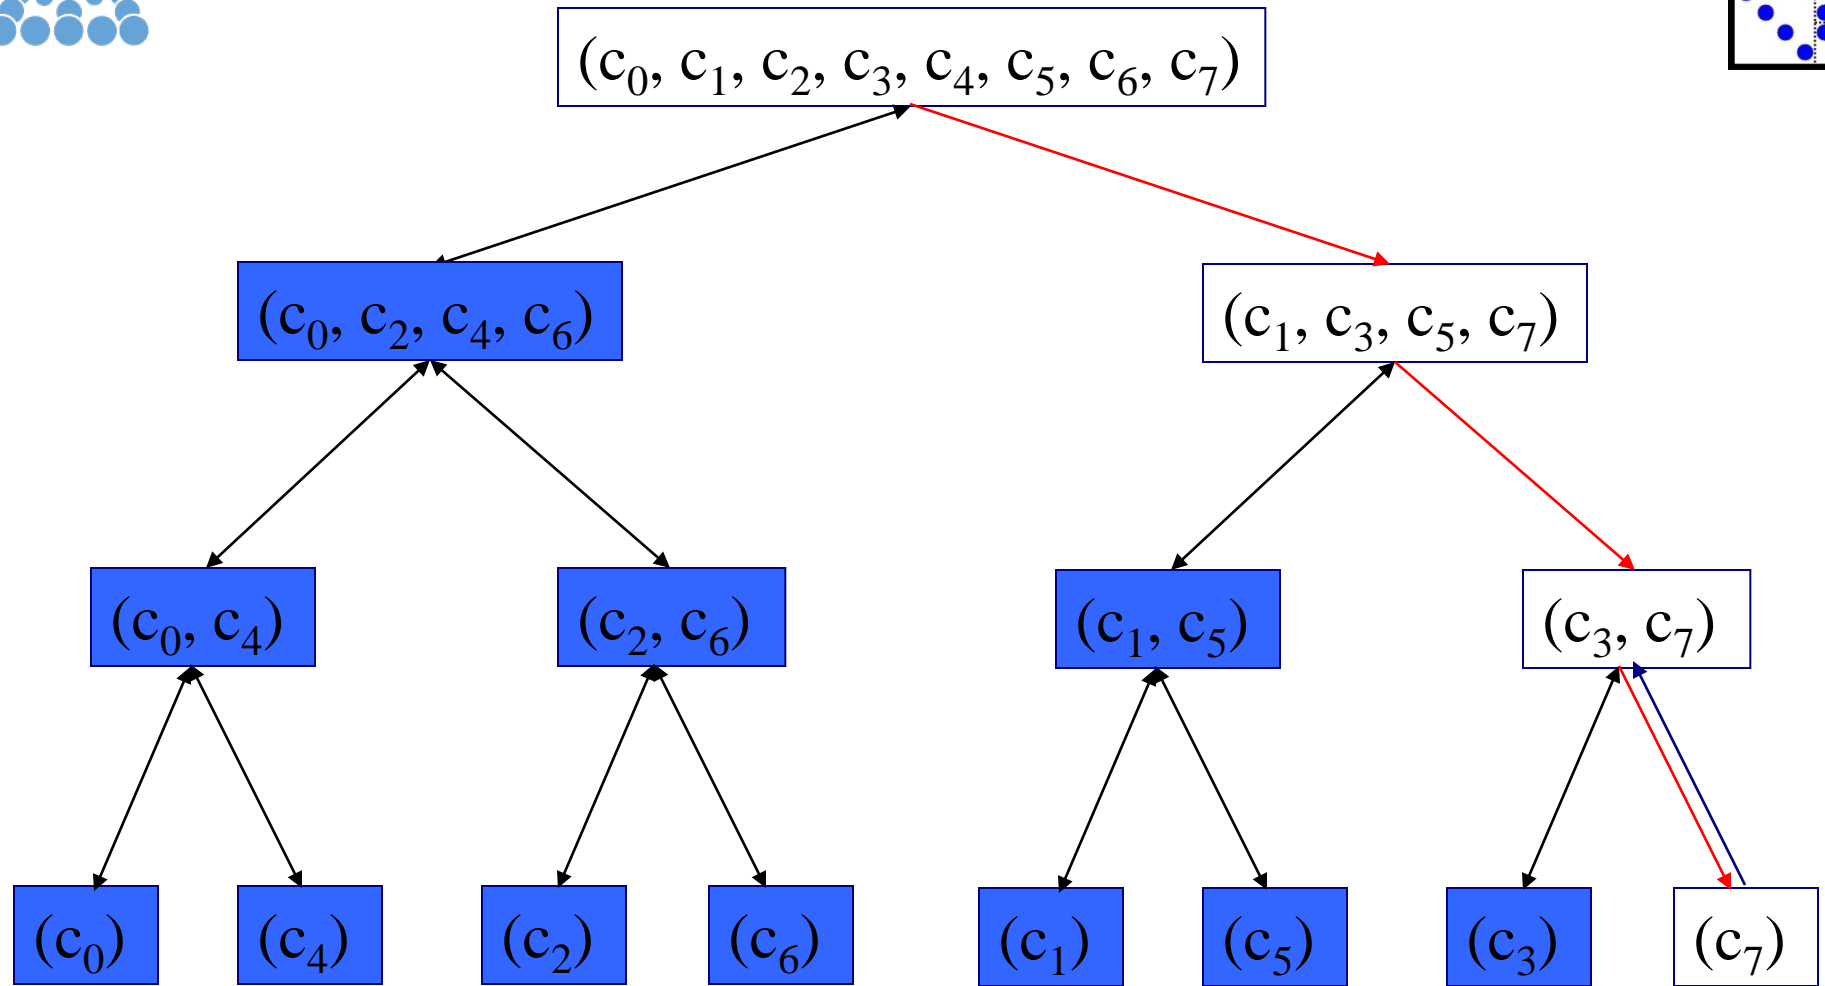 (c₀, c₁, c₂, c₃, c₄, c₅, c₆, c₇)
(c₀, c₂, c₄, c₆)
(c₁, c₃, c₅, c₇)
(c₀, c₄)
(c₂, c₆)
(c₁, c₅)
(c₃, c₇)
(c₀)
(c₄)
(c₂)
(c₆)
(c₁)
(c₅)
(c₃)
(c₇)